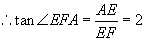 ∴tan∠EFA = AE/EF = 2